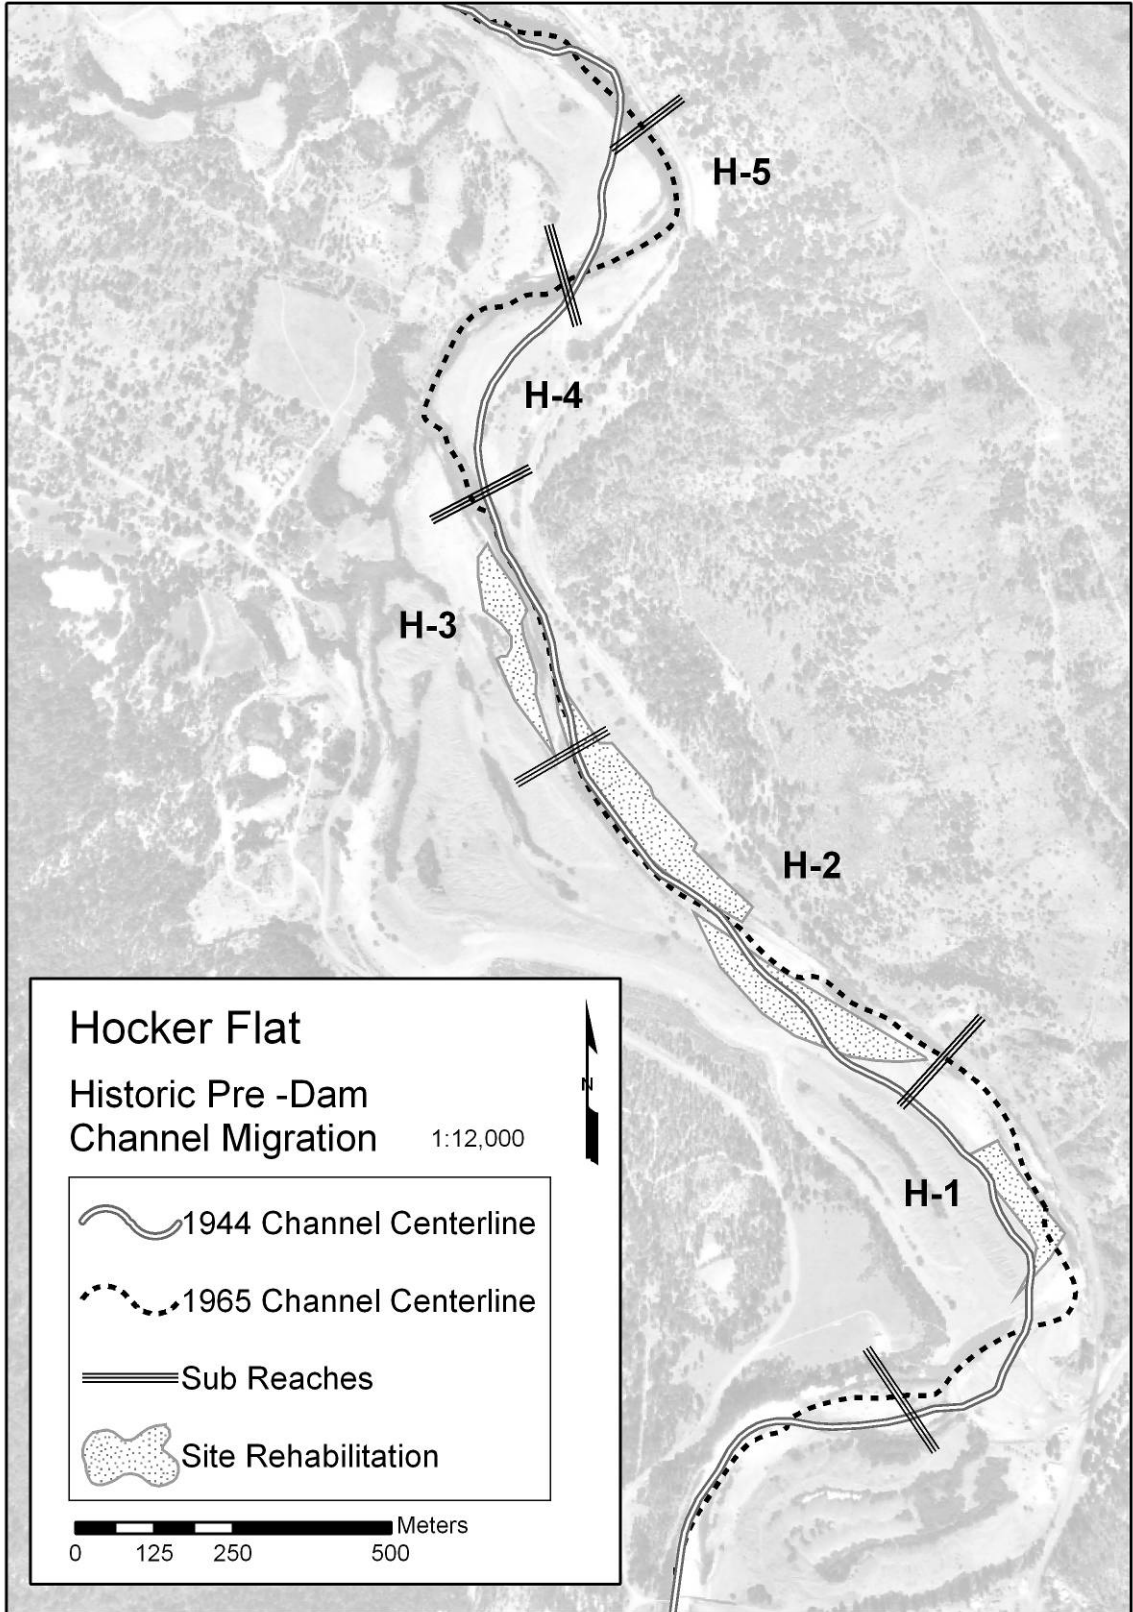 H-5
H-4
H-3
H-2
H-1
Hocker Flat
Historic Pre -Dam
Channel Migration 1:12,000
N
1944 Channel Centerline
1965 Channel Centerline
Sub Reaches
Site Rehabilitation
Meters
0 125 250 500